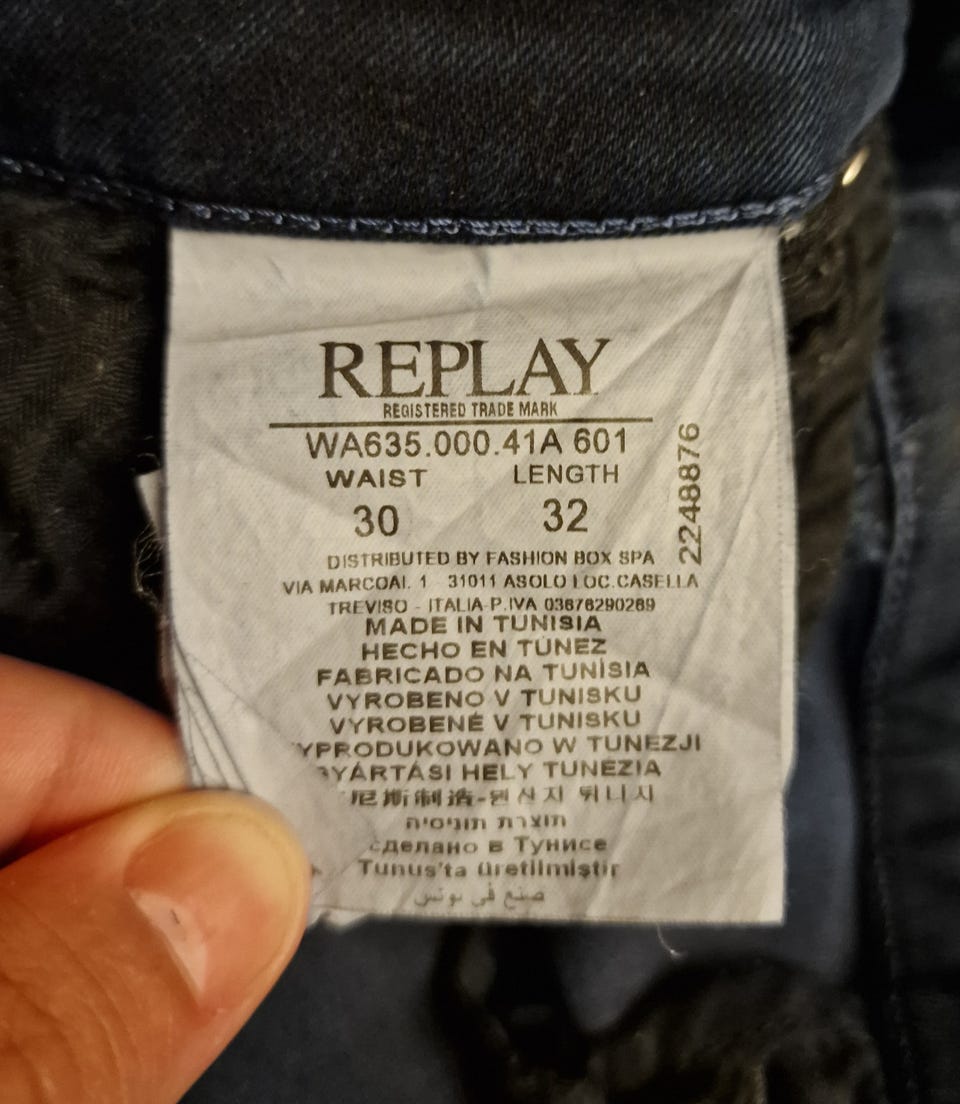 REPLAY
REGISTERED TRADE MARK
WA635.000.41A 601
WAIST LENGTH
30 32
2248876
DISTRIBUTED BY FASHION BOX SPA
VIA MARCOAI. 1 31011 ASOLO LOC.CASELLA
TREVISO - ITALIA-P.IVA 03676290269
MADE IN TUNISIA
HECHO EN TÚNEZ
FABRICADO NA TUNÍSIA
VYROBENO V TUNISKU
VYROBENÉ V TUNISKU
YPRODUKOWANO W TUNEZJI
GYÁRTÁSI HELY TUNEZIA
尼斯制造-원산지 튀니지
תוצרת תוניסיה
сделано в Тунисе
Tunus'ta üretilmiştir
صنع في تونس